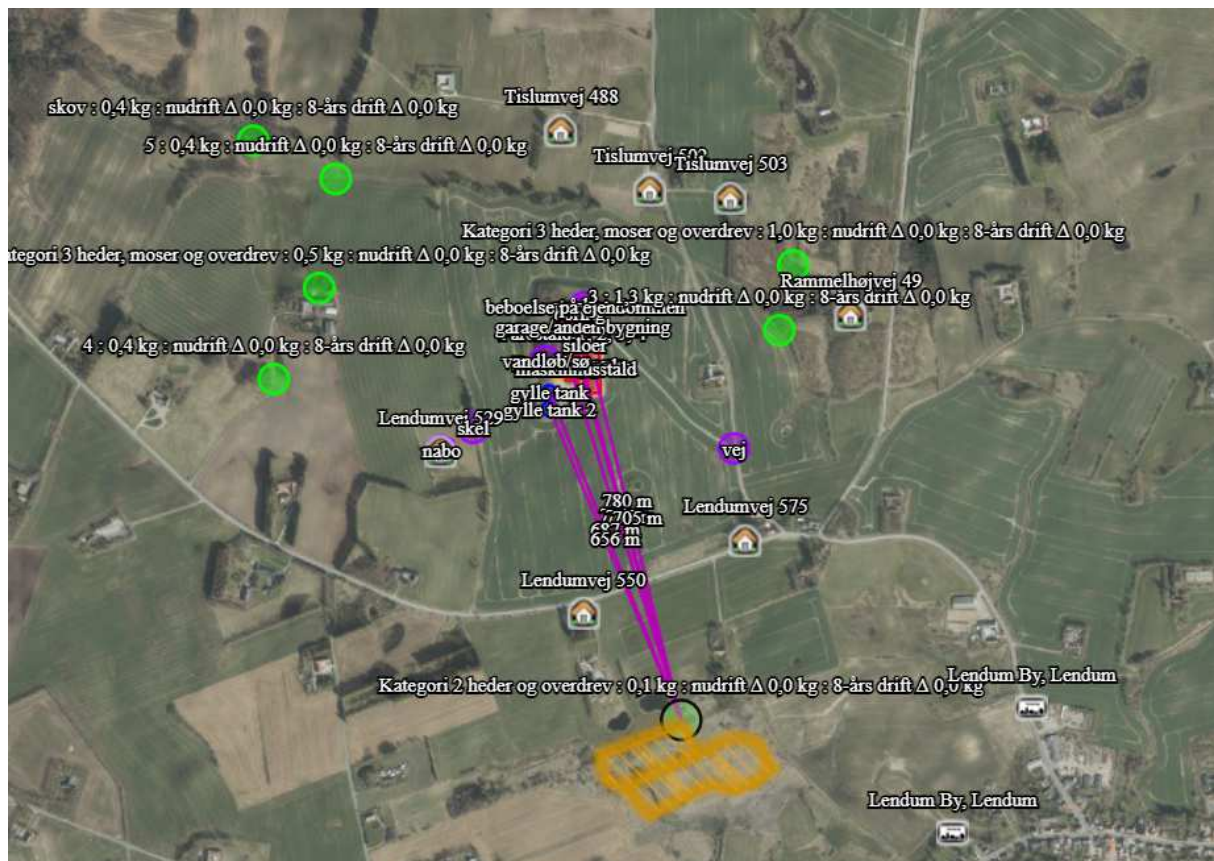 Tislumvej 488
skov : 0,4 kg : nudrift Δ 0,0 kg : 8-års drift Δ 0,0 kg
5 : 0,4 kg : nudrift Δ 0,0 kg : 8-års drift Δ 0,0 kg
Tislumvej
Tislumvej 503
Kategori 3 heder, moser og overdrev : 1,0 kg : nudrift Δ 0,0 kg : 8-års drift Δ 0,0 kg
ategori 3 heder, moser og overdrev : 0,5 kg : nudrift Δ 0,0 kg : 8-års drift Δ 0,0 kg
Rammelhøjvej 49
3 : 1,3 kg : nudrift Δ 0,0 kg : 8-års drift Δ 0,0 kg
beboelse på ejendommen
garage/anden bygning
siloer
4 : 0,4 kg : nudrift Δ 0,0 kg : 8-års drift Δ 0,0 kg
vandløb/sø
gylle tank
gylle tank 2
Lendumvej 529
skel
nabo
vej
780 m
705 m
687 m
656 m
Lendumvej 575
Lendumvej 550
Kategori 2 heder og overdrev : 0,1 kg : nudrift Δ 0,0 kg : 8-års drift Δ 0,0 kg
Lendum By, Lendum
Lendum By, Lendum